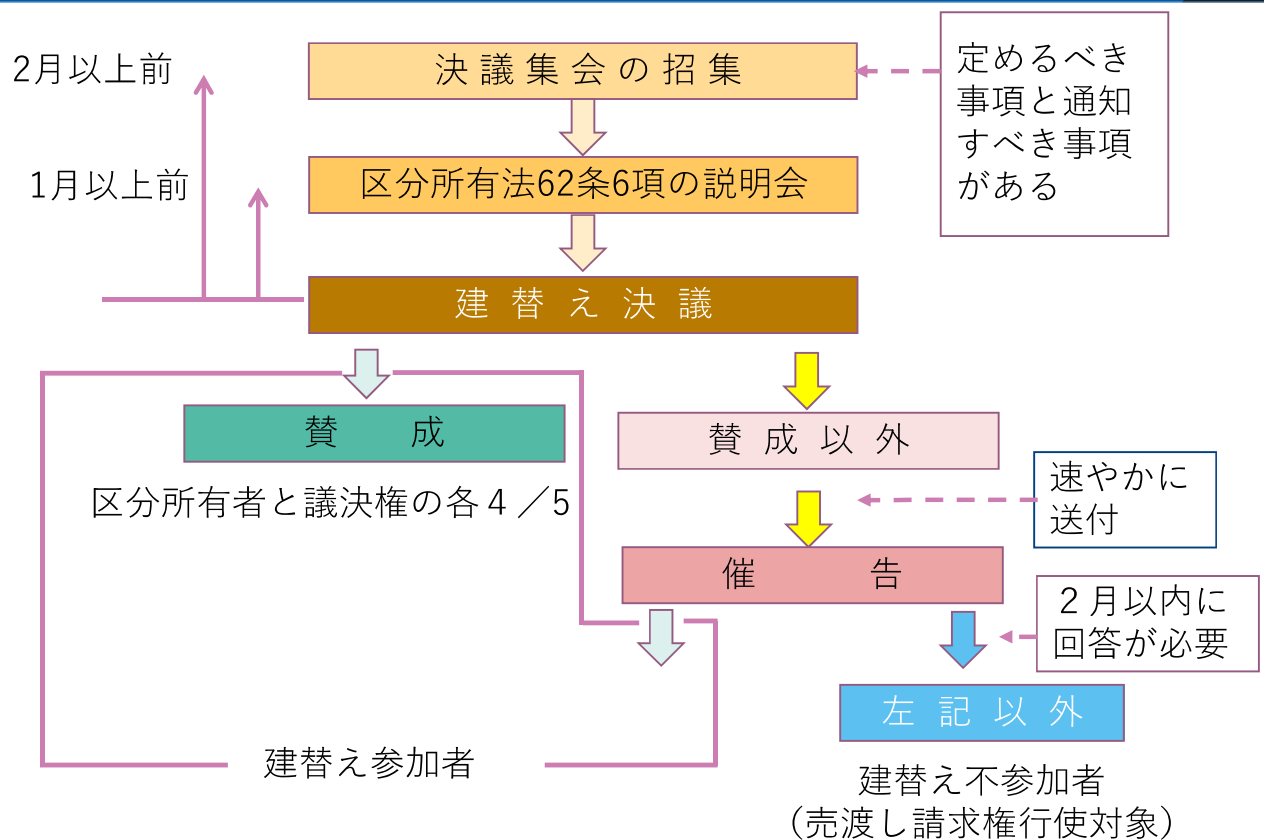 2月以上前
決議集会の招集
定めるべき
事項と通知
すべき事項
がある
1月以上前
区分所有法62条6項の説明会
建替え決議
賛成
賛成以外
区分所有者と議決権の各4/5
速やかに
送付
催告
2月以内に
回答が必要
左記以外
建替え参加者
建替え不参加者
(売渡し請求権行使対象)